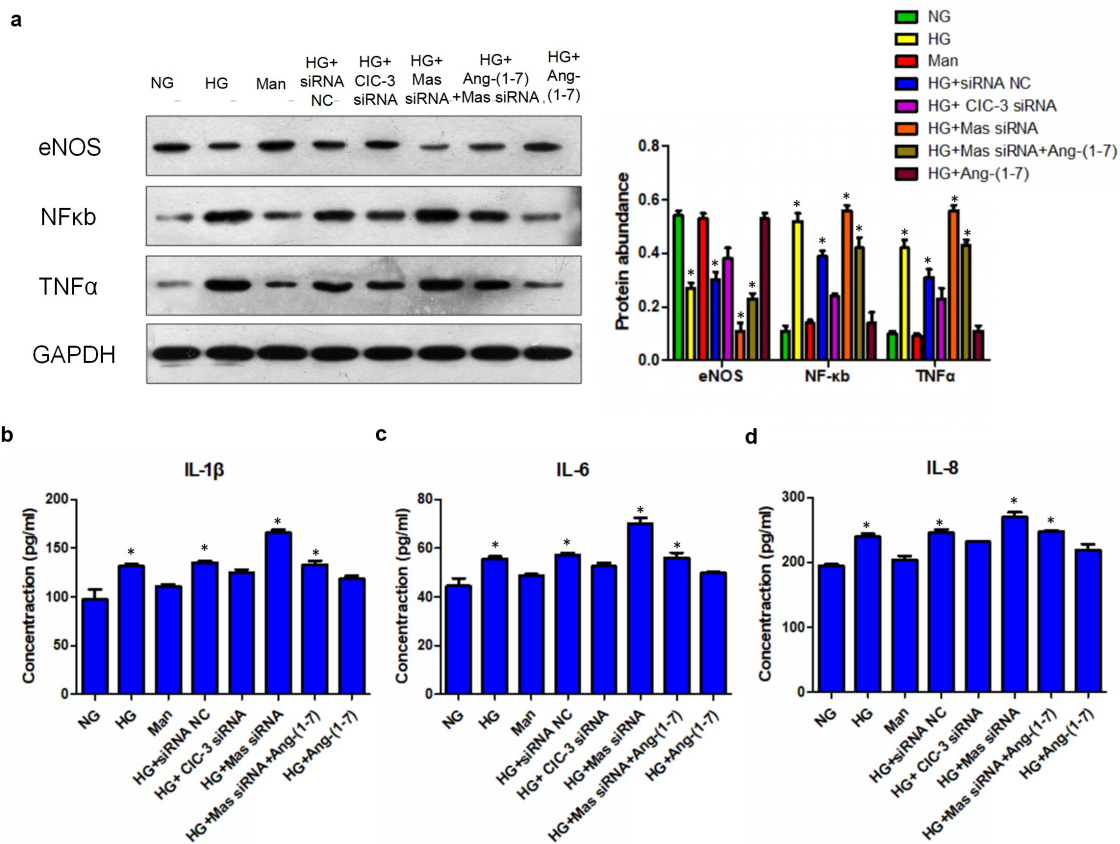 a
NG
HG
Man
HG+
siRNA
NC
HG+
ClC-3
siRNA
HG+
Mas
siRNA
HG+
Ang-(1-7)
+Mas siRNA
HG+
Ang-
(1-7)
eNOS
NFκb
TNFα
GAPDH
NG
HG
Man
HG+siRNA NC
HG+ ClC-3 siRNA
HG+Mas siRNA
HG+Mas siRNA+Ang-(1-7)
HG+Ang-(1-7)
Protein abundance
0.8
0.6
0.4
0.2
0.0
* * * * *
* * * *
* * * *
eNOS NF-κb TNFα
b
IL-1β
Concentration (pg/ml)
200
150
100
50
0
* * * *
NG
HG
Man
HG+siRNA NC
HG+ ClC-3 siRNA
HG+Mas siRNA
HG+Mas siRNA+Ang-(1-7)
HG+Ang-(1-7)
c
IL-6
Concentration (pg/ml)
80
60
40
20
0
* * * *
NG
HG
Man
HG+siRNA NC
HG+ ClC-3 siRNA
HG+Mas siRNA
HG+Mas siRNA+Ang-(1-7)
HG+Ang-(1-7)
d
IL-8
Concentration (pg/ml)
300
200
100
0
* * * *
NG
HG
Man
HG+siRNA NC
HG+ ClC-3 siRNA
HG+Mas siRNA
HG+Mas siRNA+Ang-(1-7)
HG+Ang-(1-7)